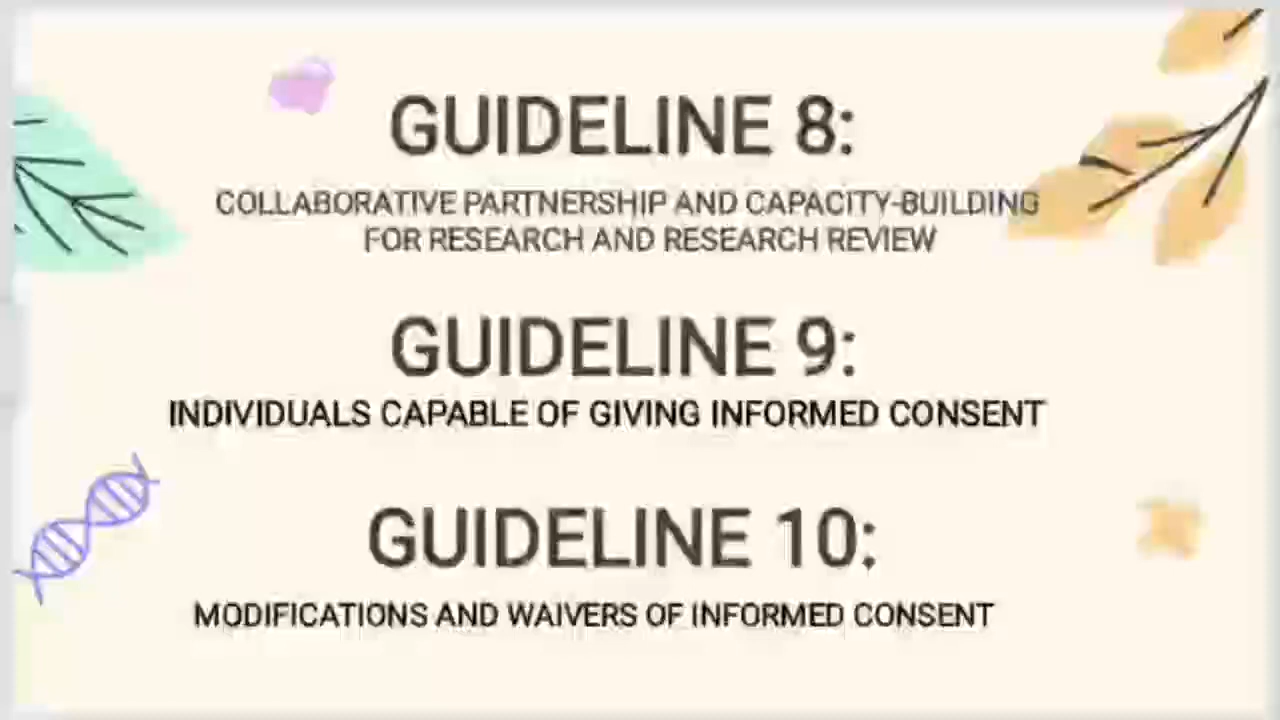 GUIDELINE 8:
COLLABORATIVE PARTNERSHIP AND CAPACITY-BUILDING
FOR RESEARCH AND RESEARCH REVIEW
GUIDELINE 9:
INDIVIDUALS CAPABLE OF GIVING INFORMED CONSENT
GUIDELINE 10:
MODIFICATIONS AND WAIVERS OF INFORMED CONSENT